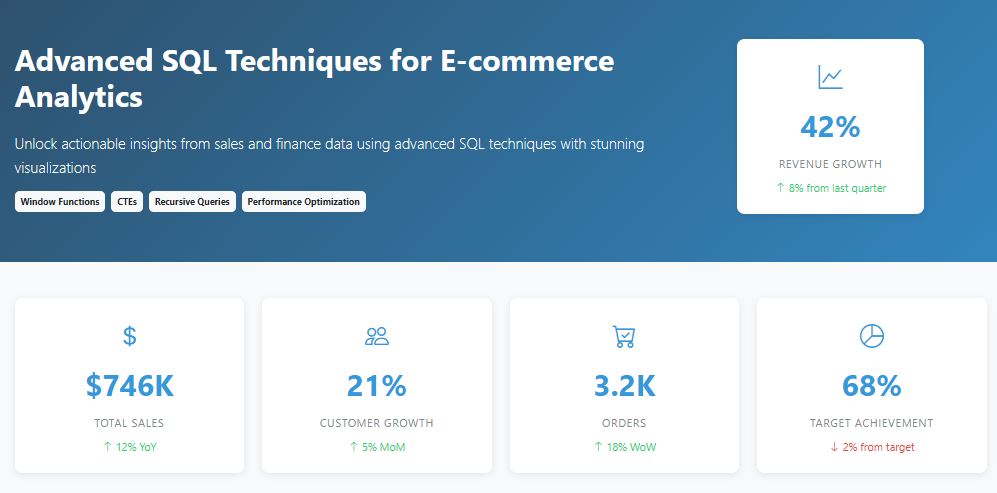 Advanced SQL Techniques for E-commerce
Analytics
Unlock actionable insights from sales and finance data using advanced SQL techniques with stunning
visualizations
Window Functions CTEs Recursive Queries Performance Optimization
42%
REVENUE GROWTH
↑ 8% from last quarter
$
$746K
TOTAL SALES
↑ 12% YoY
21%
CUSTOMER GROWTH
↑ 5% MoM
3.2K
ORDERS
↑ 18% WoW
68%
TARGET ACHIEVEMENT
↓ 2% from target